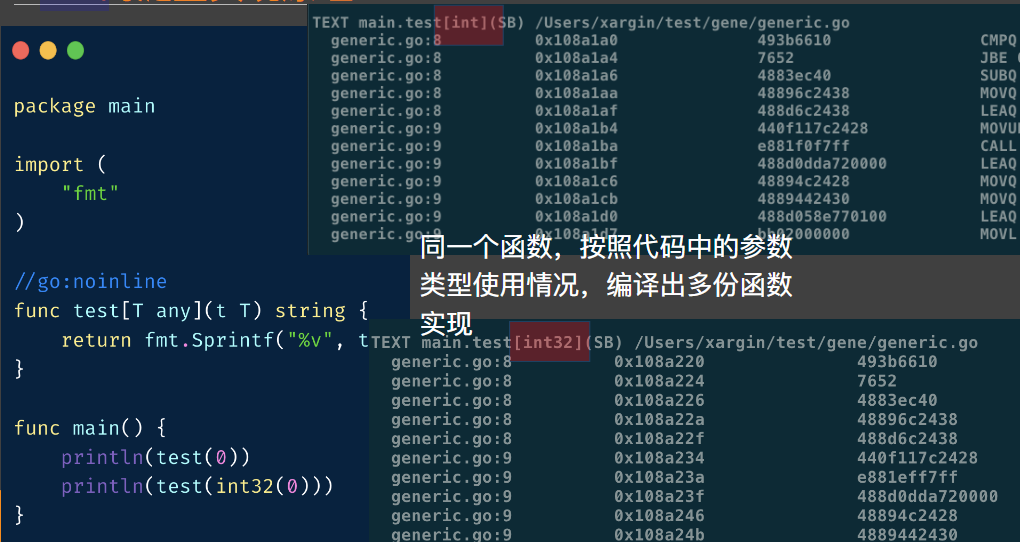 package main
import (
"fmt"
)
//go:noinline
func test[T any](t T) string {
return fmt.Sprintf("%v", t
}
func main() {
println(test(0))
println(test(int32(0)))
}
TEXT main.test[int](SB) /Users/xargin/test/gene/generic.go
generic.go:8 0x108a1a0 493b6610 CMPQ
generic.go:8 0x108a1a4 7652 JBE
generic.go:8 0x108a1a6 4883ec40 SUBQ
generic.go:8 0x108a1aa 48896c2438 MOVQ
generic.go:8 0x108a1af 488d6c2438 LEAQ
generic.go:9 0x108a1b4 440f117c2428 MOVU
generic.go:9 0x108a1ba e881f0f7ff CALL
generic.go:9 0x108a1bf 488d0dda720000 LEAQ
generic.go:9 0x108a1c6 48894c2428 MOVQ
generic.go:9 0x108a1cb 4889442430 MOVQ
generic.go:9 0x108a1d0 488d058e770100 LEAQ
generic.go:9 0x108a1d7 bb02000000 MOVL
同一个函数，按照代码中的参数
类型使用情况，编译出多份函数
实现
TEXT main.test[int32](SB) /Users/xargin/test/gene/generic.go
generic.go:8 0x108a220 493b6610
generic.go:8 0x108a224 7652
generic.go:8 0x108a226 4883ec40
generic.go:8 0x108a22a 48896c2438
generic.go:8 0x108a22f 488d6c2438
generic.go:9 0x108a234 440f117c2428
generic.go:9 0x108a23a e881eff7ff
generic.go:9 0x108a23f 488d0dda720000
generic.go:9 0x108a246 48894c2428
generic.go:9 0x108a24b 4889442430